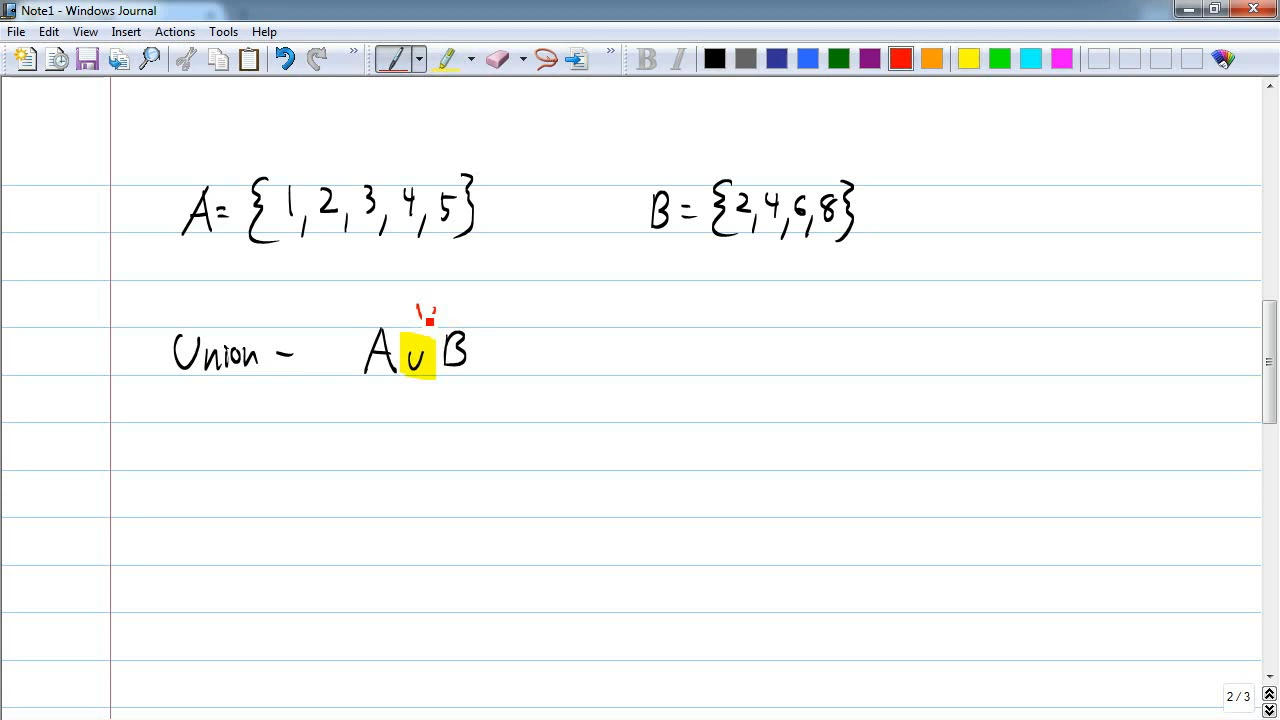 Note1 - Windows Journal
File Edit View Insert Actions Tools Help
A = { 1, 2, 3, 4, 5 } B = { 2, 4, 6, 8 }
Union - A ∪ B
2 / 3